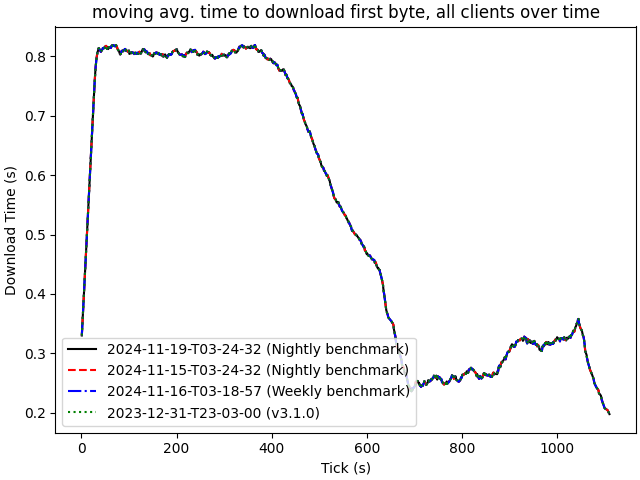 moving avg. time to download first byte, all clients over time
0.8
0.7
0.6
0.5
0.4
0.3
0.2
Download Time (s)
2024-11-19-T03-24-32 (Nightly benchmark)
2024-11-15-T03-24-32 (Nightly benchmark)
2024-11-16-T03-18-57 (Weekly benchmark)
2023-12-31-T23-03-00 (v3.1.0)
0 200 400 600 800 1000
Tick (s)